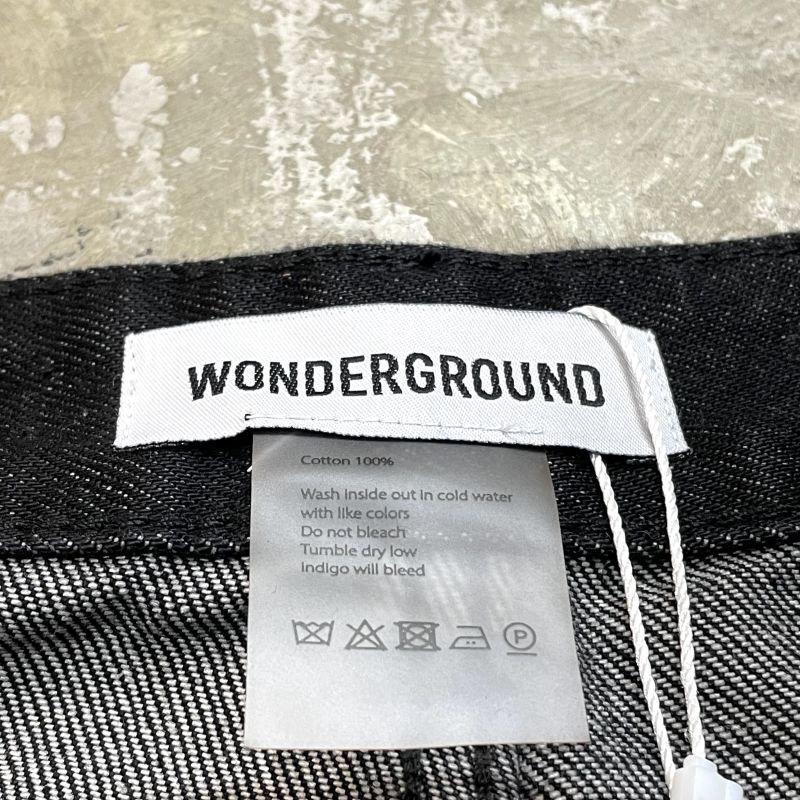 WONDERGROUND
Cotton 100%
Wash inside out in cold water
with like colors
Do not bleach
Tumble dry low
Indigo will bleed
P